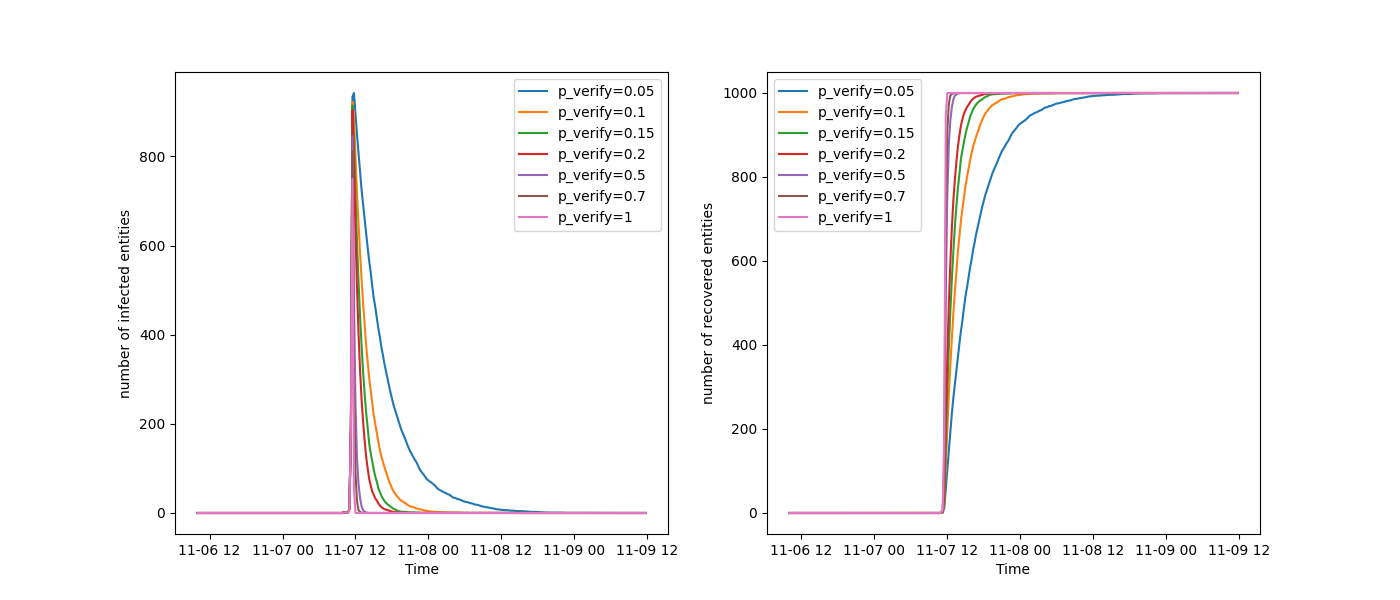 number of infected entities
800
600
400
200
0
p_verify=0.05
p_verify=0.1
p_verify=0.15
p_verify=0.2
p_verify=0.5
p_verify=0.7
p_verify=1
11-06 12 11-07 00 11-07 12 11-08 00 11-08 12 11-09 00 11-09 12
Time
number of recovered entities
1000
800
600
400
200
0
p_verify=0.05
p_verify=0.1
p_verify=0.15
p_verify=0.2
p_verify=0.5
p_verify=0.7
p_verify=1
11-06 12 11-07 00 11-07 12 11-08 00 11-08 12 11-09 00 11-09 12
Time